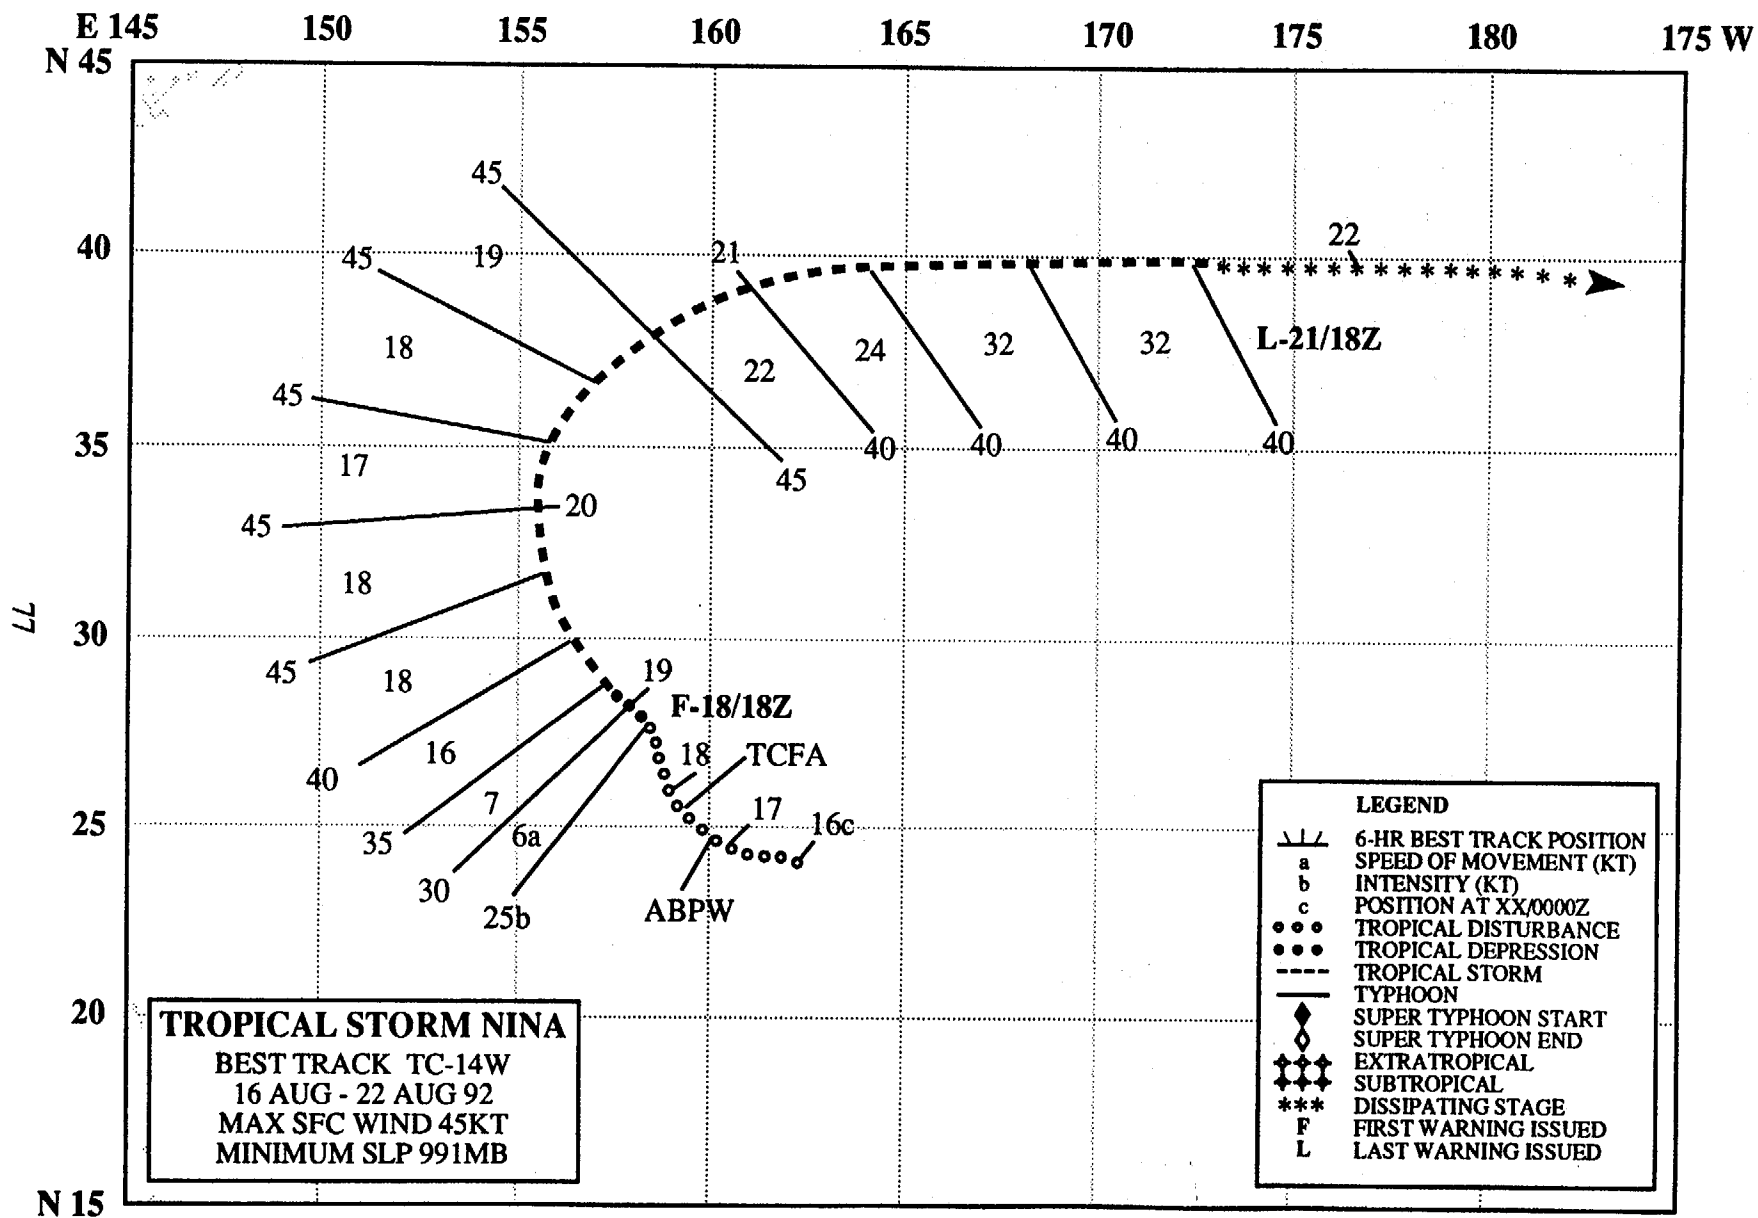 E 145 150 155 160 165 170 175 180 175 W
N 45
45
40 45 19 21 22
18 22 24 32 32 L-21/18Z
45
35 17 40 40 40 40
45
45 20
18
30
45 18 19
F-18/18Z
16 18 TCFA
40
7 17 16c
25 35 6a
30
25b ABPW
20
N 15
LL
TROPICAL STORM NINA
BEST TRACK TC-14W
16 AUG - 22 AUG 92
MAX SFC WIND 45KT
MINIMUM SLP 991MB
LEGEND
6-HR BEST TRACK POSITION
a SPEED OF MOVEMENT (KT)
b INTENSITY (KT)
c POSITION AT XX/0000Z
TROPICAL DISTURBANCE
TROPICAL DEPRESSION
TROPICAL STORM
TYPHOON
SUPER TYPHOON START
SUPER TYPHOON END
EXTRATROPICAL
SUBTROPICAL
*** DISSIPATING STAGE
F FIRST WARNING ISSUED
L LAST WARNING ISSUED